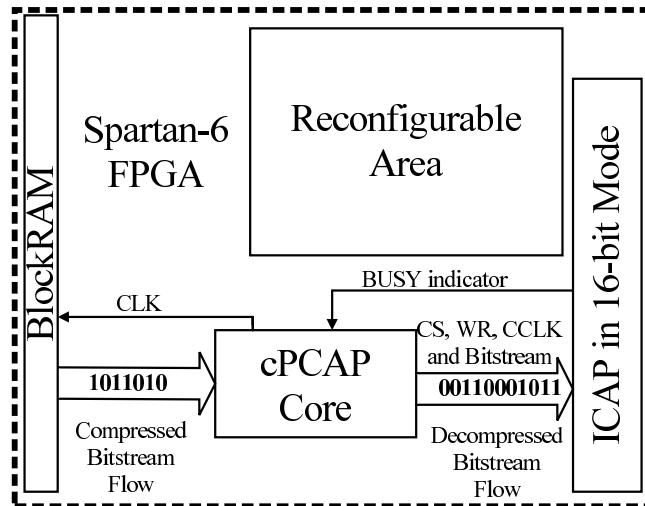 Spartan-6
FPGA
Reconfigurable
Area
BlockRAM
ICAP in 16-bit Mode
BUSY indicator
CLK
CS, WR, CCLK
and Bitstream
cPCAP
Core
1011010
00110001011
Compressed
Bitstream
Flow
Decompressed
Bitstream
Flow